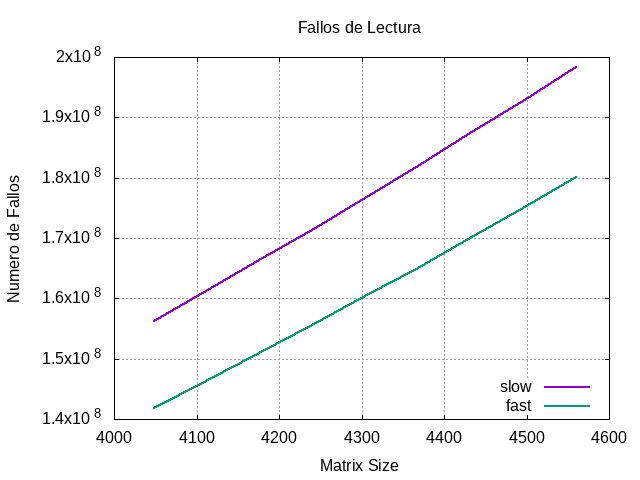 Fallos de Lectura
Numero de Fallos
2x10^8
1.9x10^8
1.8x10^8
1.7x10^8
1.6x10^8
1.5x10^8
1.4x10^8
slow
fast
4000 4100 4200 4300 4400 4500 4600
Matrix Size